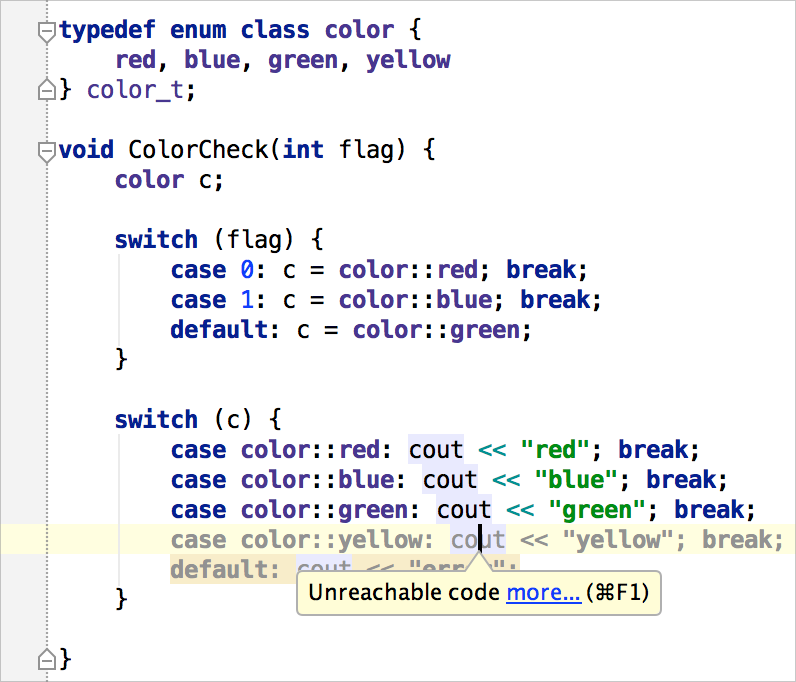 typedef enum class color {
    red, blue, green, yellow
} color_t;

void ColorCheck(int flag) {
    color c;

    switch (flag) {
        case 0: c = color::red; break;
        case 1: c = color::blue; break;
        default: c = color::green;
    }

    switch (c) {
        case color::red: cout << "red"; break;
        case color::blue: cout << "blue"; break;
        case color::green: cout << "green"; break;
        case color::yellow: cout << "yellow"; break;
        default: cout << "error";
Unreachable code more... (⌘F1)
    }

}